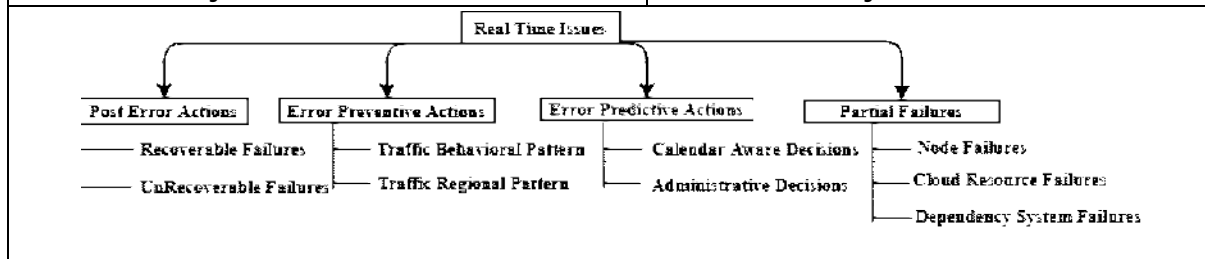 Real Time Issues
Post Error Actions
Error Preventive Actions
Error Predictive Actions
Partial Failures
Recoverable Failures
Traffic Behavioral Pattern
Calendar Aware Decisions
Node Failures
UnRecoverable Failures
Traffic Regional Pattern
Administrative Decisions
Cloud Resource Failures
Dependency System Failures